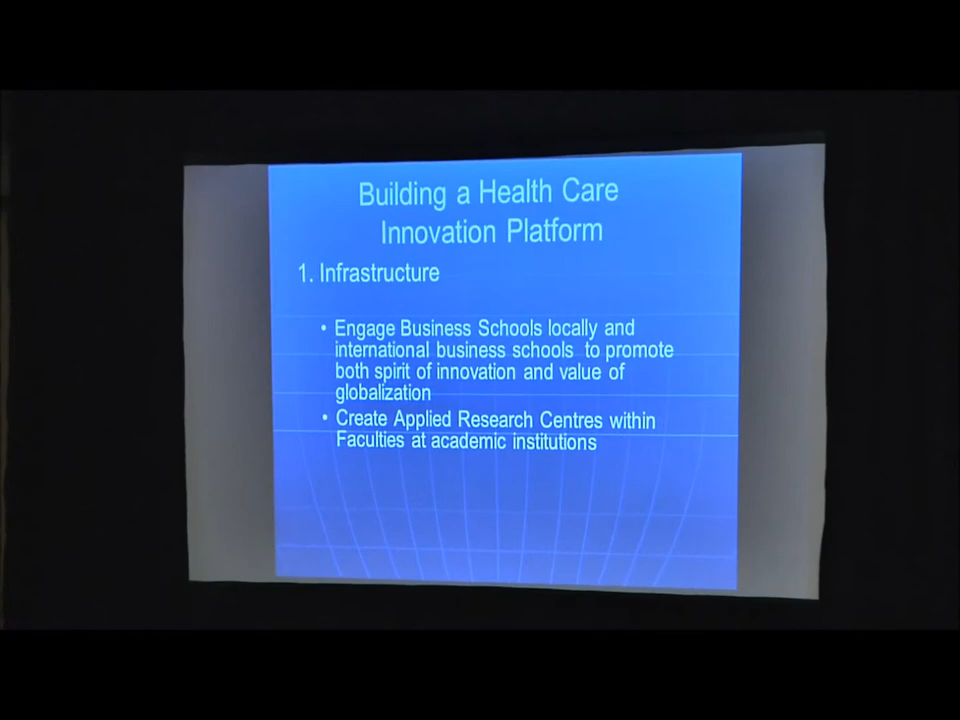 Building a Health Care
Innovation Platform
1. Infrastructure
• Engage Business Schools locally and
international business schools to promote
both spirit of innovation and value of
globalization
• Create Applied Research Centres within
Faculties at academic institutions